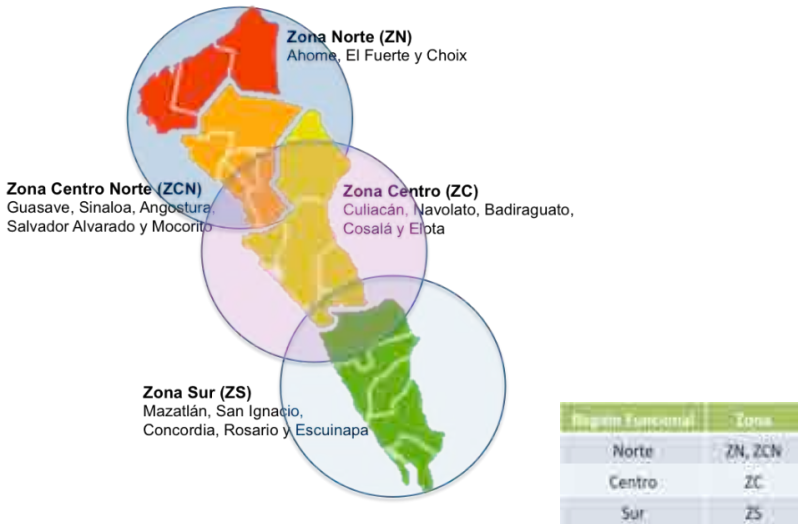 Zona Norte (ZN)
Ahome, El Fuerte y Choix
Zona Centro Norte (ZCN)
Guasave, Sinaloa, Angostura,
Salvador Alvarado y Mocorito
Zona Centro (ZC)
Culiacán, Navolato, Badiraguato,
Cosalá y Elota
Zona Sur (ZS)
Mazatlán, San Ignacio,
Concordia, Rosario y Escuinapa
Región Funcional Zona
Norte ZN, ZCN
Centro ZC
Sur ZS